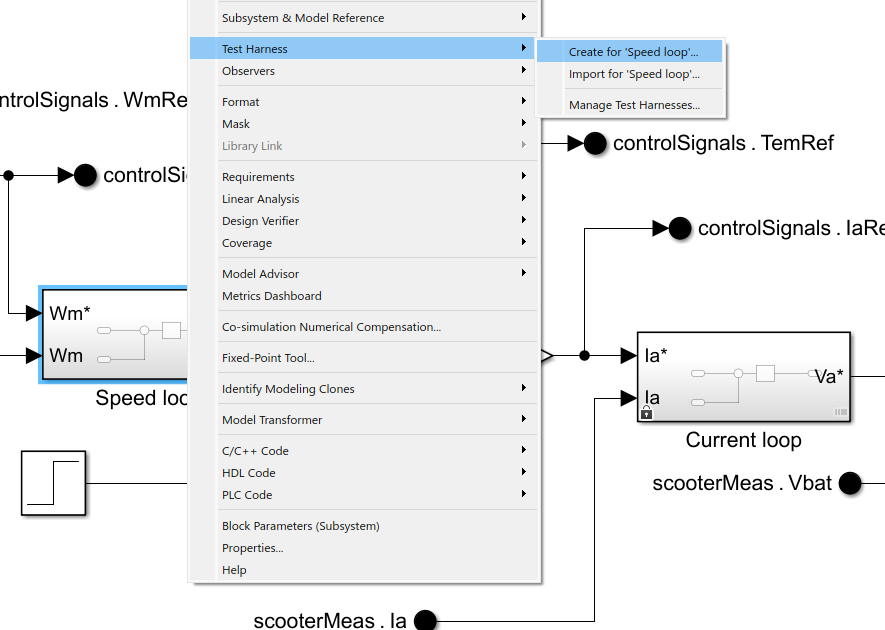 Subsystem & Model Reference
Test Harness
Create for 'Speed loop'...
Import for 'Speed loop'...
Manage Test Harnesses...
Observers
Format
Mask
Library Link
Requirements
Linear Analysis
Design Verifier
Coverage
Model Advisor
Metrics Dashboard
Co-simulation Numerical Compensation...
Fixed-Point Tool...
Identify Modeling Clones
Model Transformer
C/C++ Code
HDL Code
PLC Code
Block Parameters (Subsystem)
Properties...
Help
ntrolSignals . WmRe
controlSi
controlSignals . TemRef
controlSignals . IaRe
Wm*
Wm
Speed loo
Ia*
Ia
Va*
Current loop
scooterMeas . Vbat
scooterMeas . Ia